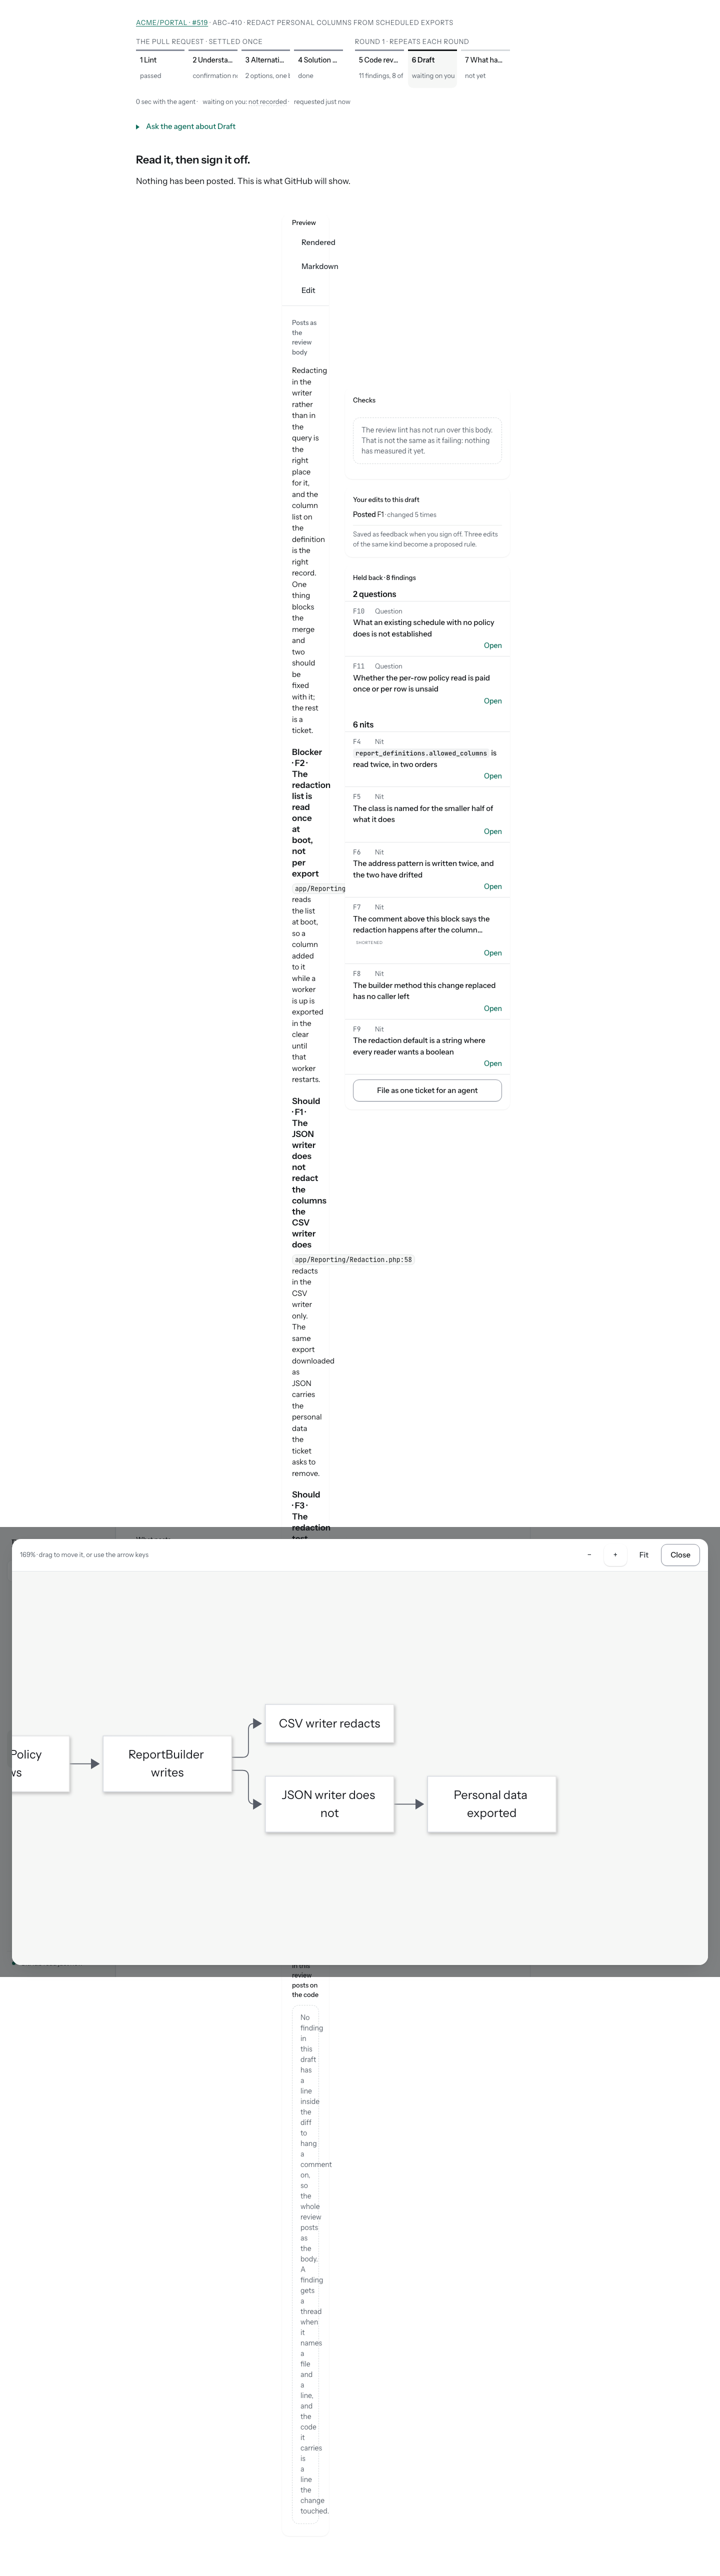 ACME/PORTAL · #519 · ABC-410 · REDACT PERSONAL COLUMNS FROM SCHEDULED EXPORTS
THE PULL REQUEST · SETTLED ONCE
ROUND 1 · REPEATS EACH ROUND
1 Lint
passed
2 Understa...
confirmation n
3 Alternati...
2 options, one
4 Solution ...
done
5 Code rev...
11 findings, 8 of
6 Draft
waiting on you
7 What ha...
not yet
0 sec with the agent · waiting on you: not recorded · requested just now
Ask the agent about Draft
Read it, then sign it off.
Nothing has been posted. This is what GitHub will show.
Preview
Rendered
Markdown
Edit
Posts as
the
review
body
Redacting
in the
writer
rather
than in
the
query is
the
right
place
for it,
and the
column
list on
the
definition
is the
right
record.
One
thing
blocks
the
merge
and
two
should
be
fixed
with it;
the rest
is a
ticket.
Blocker
· F2 ·
The
redaction
list is
read
once
at
boot,
not
per
export
app/Reporting
reads
the list
at boot,
so a
column
added
to it
while a
worker
is up is
exported
in the
clear
until
that
worker
restarts.
Should
· F1 ·
The
JSON
writer
does
not
redact
the
columns
the
CSV
writer
does
app/Reporting/Redaction.php:58
redacts
in the
CSV
writer
only.
The
same
export
downloaded
as
JSON
carries
the
personal
data
the
ticket
asks to
remove.
Should
· F3 ·
The
redaction
Checks
The review lint has not run over this body.
That is not the same as it failing: nothing
has measured it yet.
Your edits to this draft
Posted F1 · changed 5 times
Saved as feedback when you sign off. Three edits
of the same kind become a proposed rule.
Held back · 8 findings
2 questions
F10 Question
What an existing schedule with no policy
does is not established
Open
F11 Question
Whether the per-row policy read is paid
once or per row is unsaid
Open
6 nits
F4 Nit
report_definitions.allowed_columns is
read twice, in two orders
Open
F5 Nit
The class is named for the smaller half of
what it does
Open
F6 Nit
The address pattern is written twice, and
the two have drifted
Open
F7 Nit
The comment above this block says the
redaction happens after the column...
SHORTENED
Open
F8 Nit
The builder method this change replaced
has no caller left
Open
F9 Nit
The redaction default is a string where
every reader wants a boolean
Open
File as one ticket for an agent
169% · drag to move it, or use the arrow keys
−
+
Fit
Close
Policy
ws
ReportBuilder
writes
CSV writer redacts
JSON writer does
not
Personal data
exported
in this
review
posts on
the code
No
finding
in
this
draft
has
a
line
inside
the
diff
to
hang
a
comment
on,
so
the
whole
review
posts
as
the
body.
A
finding
gets
a
thread
when
it
names
a
file
and
a
line,
and
the
code
it
carries
is
a
line
the
change
touched.